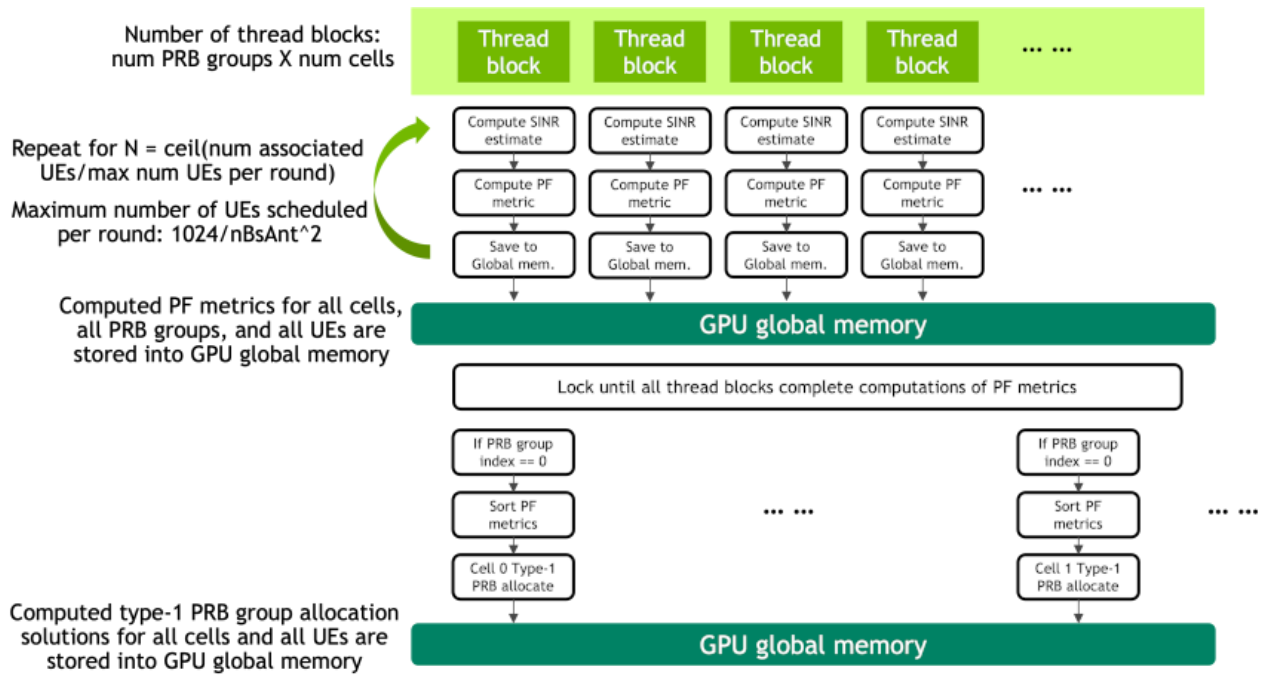 Number of thread blocks:
num PRB groups X num cells
Thread
block
Thread
block
Thread
block
Thread
block
... ...
Repeat for N = ceil(num associated
UEs/max num UEs per round)
Maximum number of UEs scheduled
per round: 1024/nBsAnt^2
Compute SINR
estimate
Compute SINR
estimate
Compute SINR
estimate
Compute SINR
estimate
Compute PF
metric
Compute PF
metric
Compute PF
metric
Compute PF
metric
... ...
Save to
Global mem.
Save to
Global mem.
Save to
Global mem.
Save to
Global mem.
Computed PF metrics for all cells,
all PRB groups, and all UEs are
stored into GPU global memory
GPU global memory
Lock until all thread blocks complete computations of PF metrics
If PRB group
index == 0
If PRB group
index == 0
Sort PF
metrics
... ...
Sort PF
metrics
... ...
Cell 0 Type-1
PRB allocate
Cell 1 Type-1
PRB allocate
Computed type-1 PRB group allocation
solutions for all cells and all UEs are
stored into GPU global memory
GPU global memory